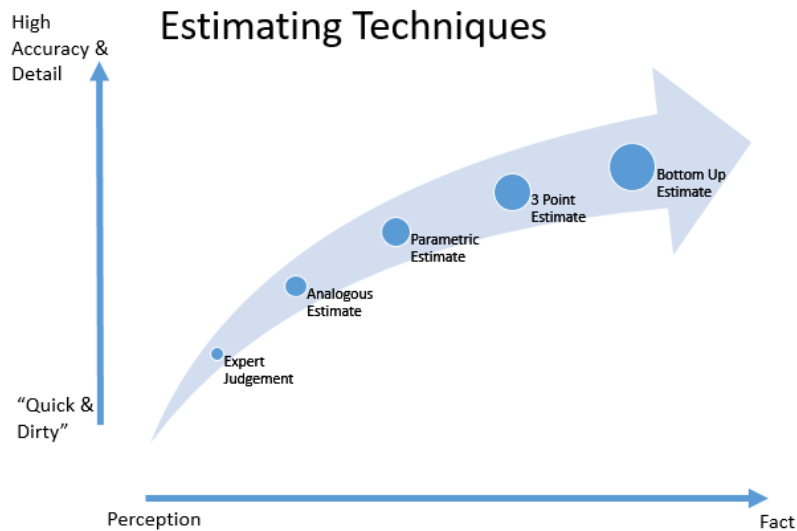 Estimating Techniques
High
Accuracy &
Detail
Bottom Up
Estimate
3 Point
Estimate
Parametric
Estimate
Analogous
Estimate
Expert
Judgement
“Quick &
Dirty”
Perception
Fact